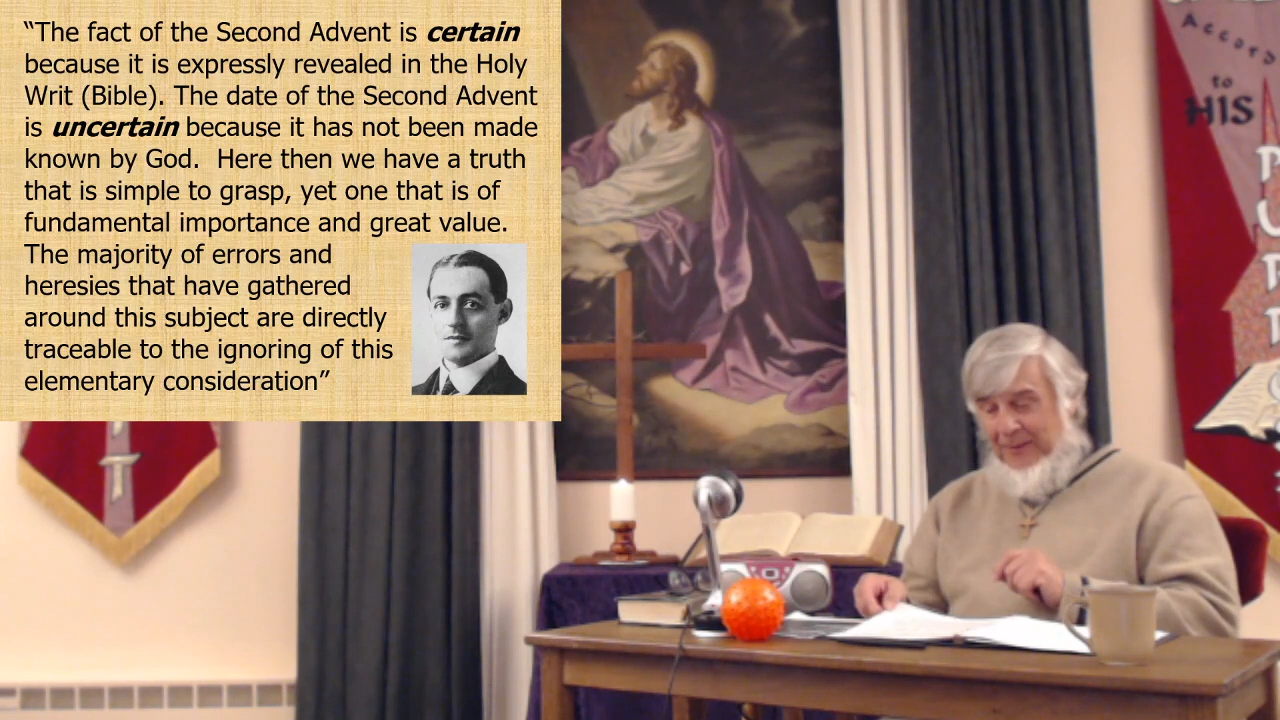 “The fact of the Second Advent is certain
because it is expressly revealed in the Holy
Writ (Bible). The date of the Second Advent
is uncertain because it has not been made
known by God. Here then we have a truth
that is simple to grasp, yet one that is of
fundamental importance and great value.
The majority of errors and
heresies that have gathered
around this subject are directly
traceable to the ignoring of this
elementary consideration”
Accord
to
HIS